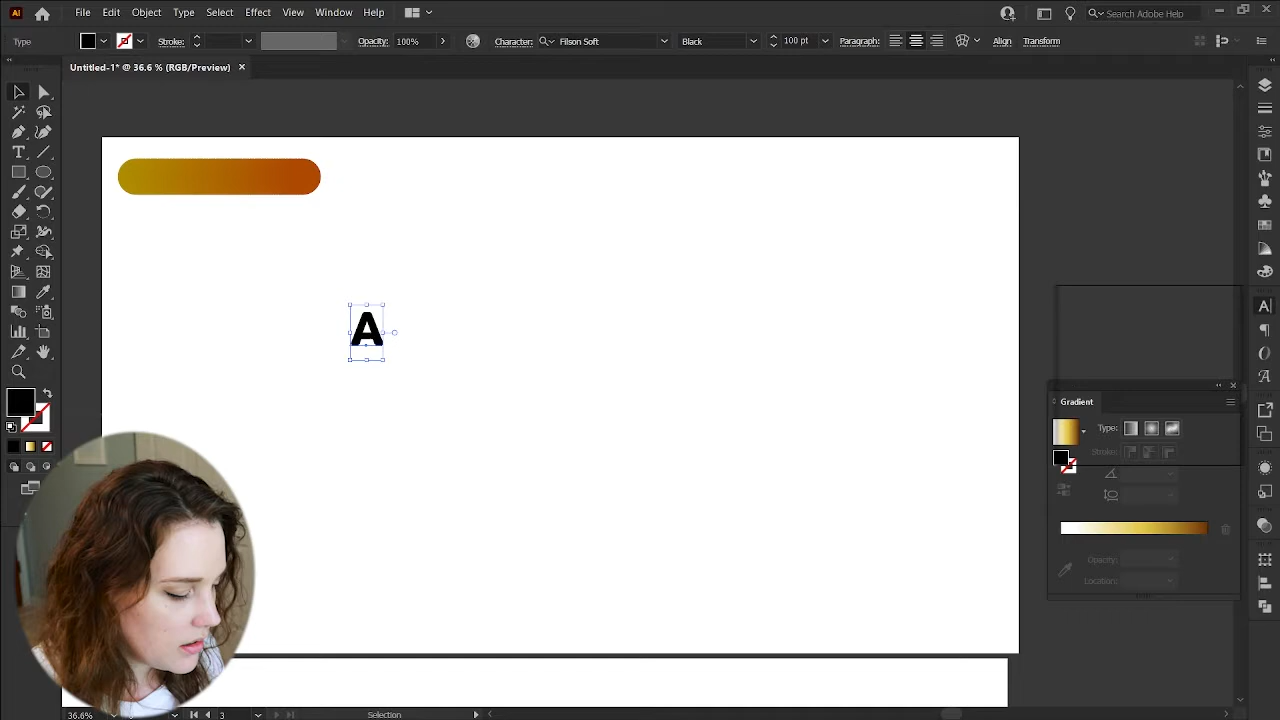 Ai File Edit Object Type Select Effect View Window Help Search Adobe Help
Type Stroke: Opacity: 100% Character: Filson Soft Black 100 pt Paragraph: Align Transform
Untitled-1* @ 36.6 % (RGB/Preview)
A
Gradient
Type:
Stroke:
Opacity:
Location:
36.6% 3 Selection